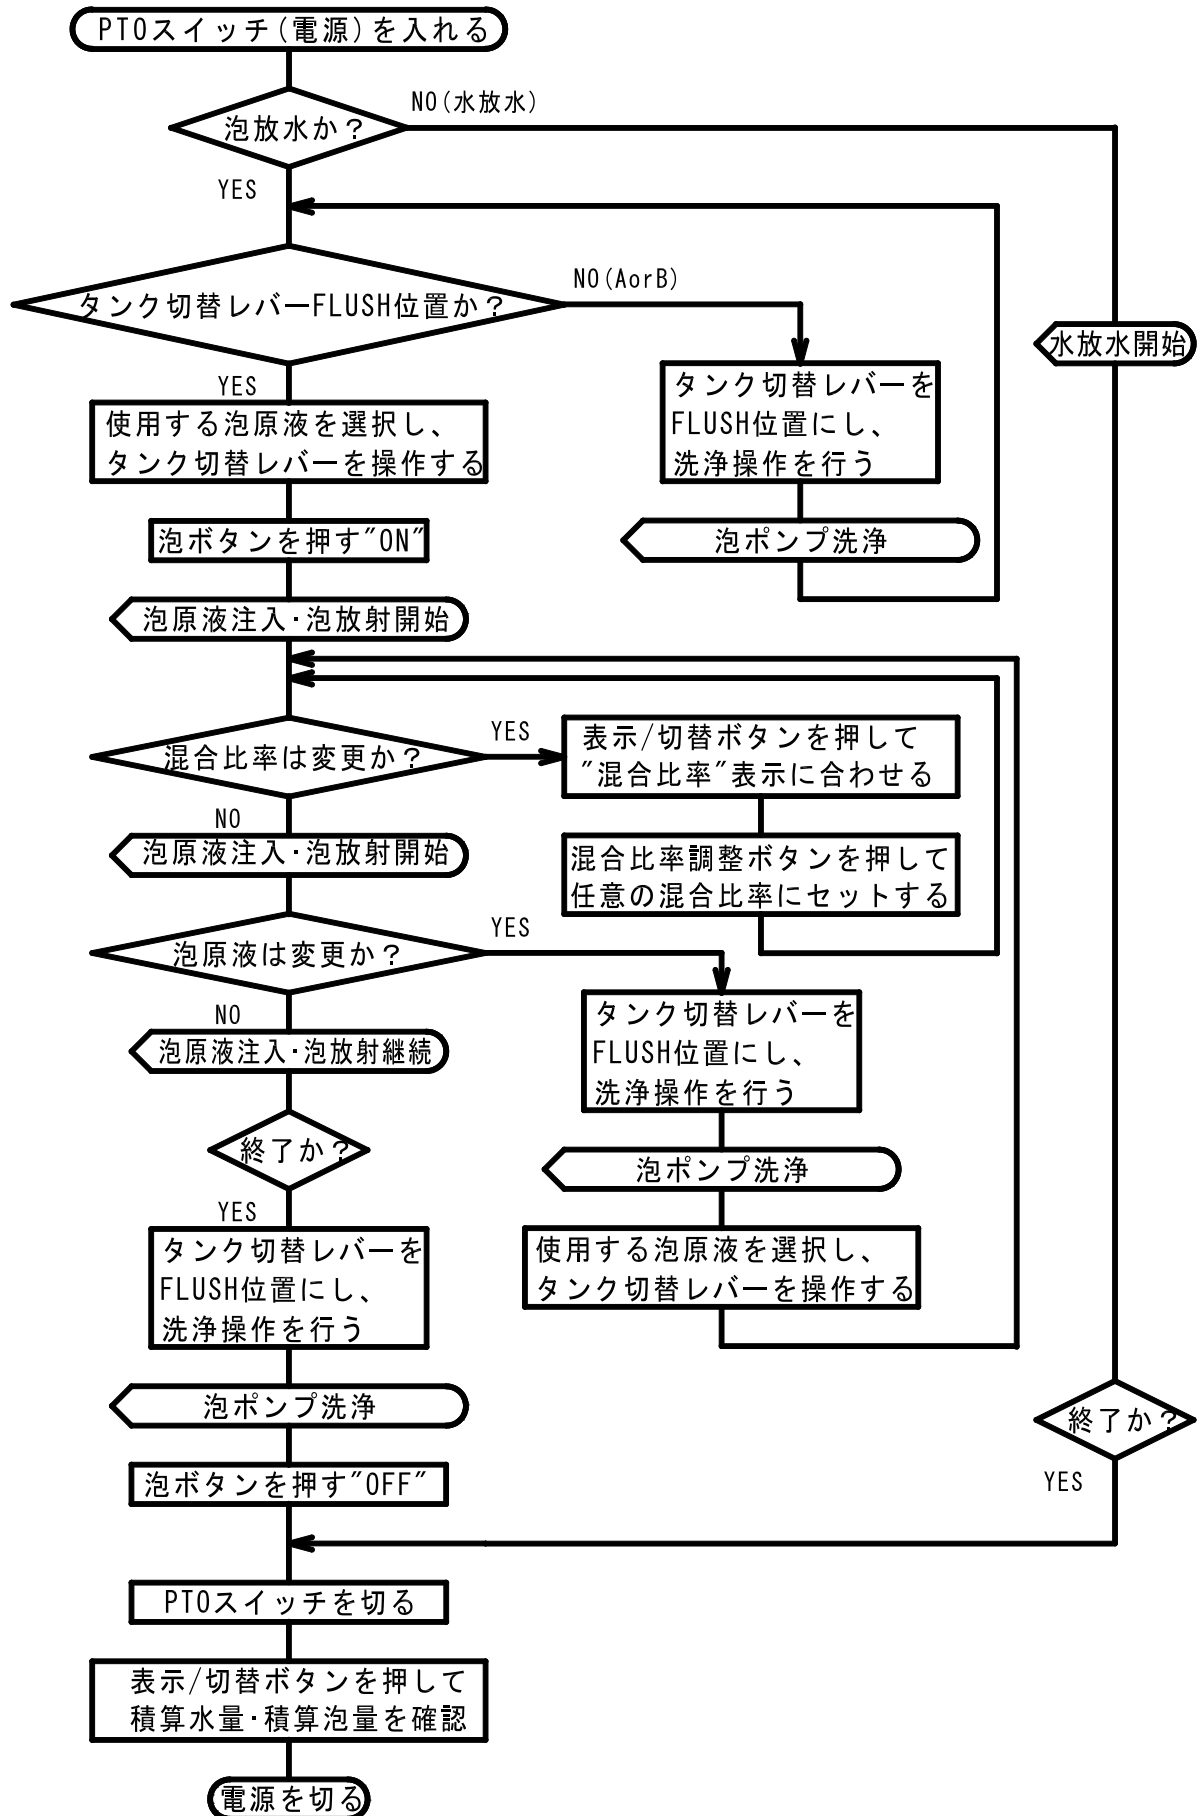 PTOスイッチ(電源)を入れる
NO(水放水)
泡放水か?
YES
NO(AorB)
タンク切替レバーFLUSH位置か?
水放水開始
YES
タンク切替レバーを
FLUSH位置にし、
洗浄操作を行う
使用する泡原液を選択し、
タンク切替レバーを操作する
泡ボタンを押す"ON"
泡ポンプ洗浄
泡原液注入・泡放射開始
混合比率は変更か?
YES
表示/切替ボタンを押して
"混合比率"表示に合わせる
NO
泡原液注入・泡放射開始
混合比率調整ボタンを押して
任意の混合比率にセットする
泡原液は変更か?
YES
NO
タンク切替レバーを
FLUSH位置にし、
洗浄操作を行う
泡原液注入・泡放射継続
終了か?
泡ポンプ洗浄
YES
使用する泡原液を選択し、
タンク切替レバーを操作する
タンク切替レバーを
FLUSH位置にし、
洗浄操作を行う
泡ポンプ洗浄
終了か?
泡ボタンを押す"OFF"
YES
PTOスイッチを切る
表示/切替ボタンを押して
積算水量・積算泡量を確認
電源を切る